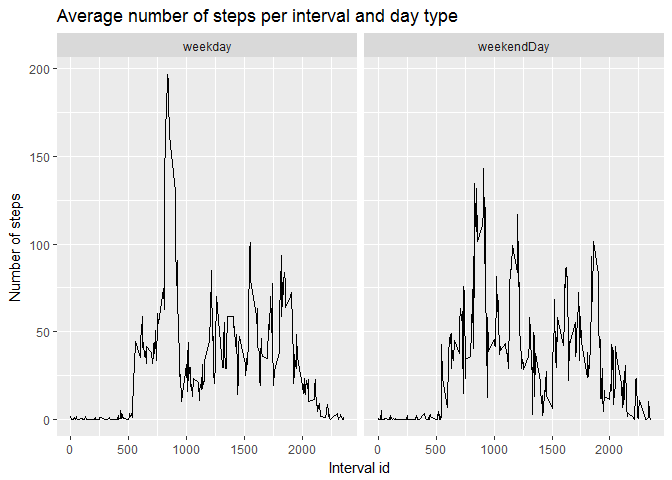 Average number of steps per interval and day type
weekday
weekendDay
Number of steps
200
150
100
50
0
0 500 1000 1500 2000
0 500 1000 1500 2000
Interval id